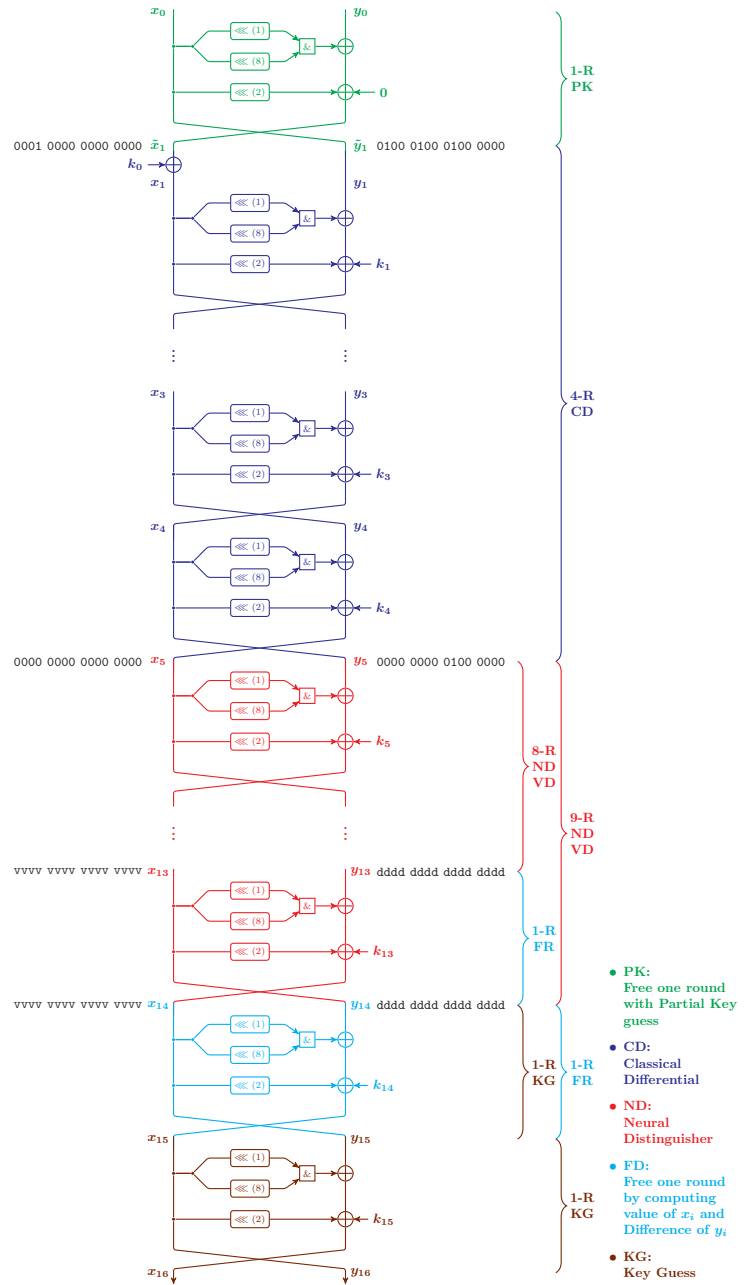 x₀ y₀
⋘ (1)
&
⋘ (8)
⋘ (2) 0
1-R
PK
0001 0000 0000 0000 x̃₁ ỹ₁ 0100 0100 0100 0000
k₀
x₁ y₁
⋘ (1)
&
⋘ (8)
⋘ (2) k₁
⋮ ⋮
x₃ y₃
4-R
CD
⋘ (1)
&
⋘ (8)
⋘ (2) k₃
x₄ y₄
⋘ (1)
&
⋘ (8)
⋘ (2) k₄
0000 0000 0000 0000 x₅ y₅ 0000 0000 0100 0000
⋘ (1)
&
⋘ (8)
⋘ (2) k₅
8-R
ND
VD
⋮ ⋮
9-R
ND
VD
vvvv vvvv vvvv vvvv x₁₃ y₁₃ dddd dddd dddd dddd
⋘ (1)
&
⋘ (8)
⋘ (2) k₁₃
1-R
FR
vvvv vvvv vvvv vvvv x₁₄ y₁₄ dddd dddd dddd dddd
⋘ (1)
&
⋘ (8)
⋘ (2) k₁₄
1-R
KG
1-R
FR
x₁₅ y₁₅
⋘ (1)
&
⋘ (8)
⋘ (2) k₁₅
1-R
KG
x₁₆ y₁₆
• PK:
Free one round
with Partial Key
guess
• CD:
Classical
Differential
• ND:
Neural
Distinguisher
• FD:
Free one round
by computing
value of xᵢ and
Difference of yᵢ
• KG:
Key Guess